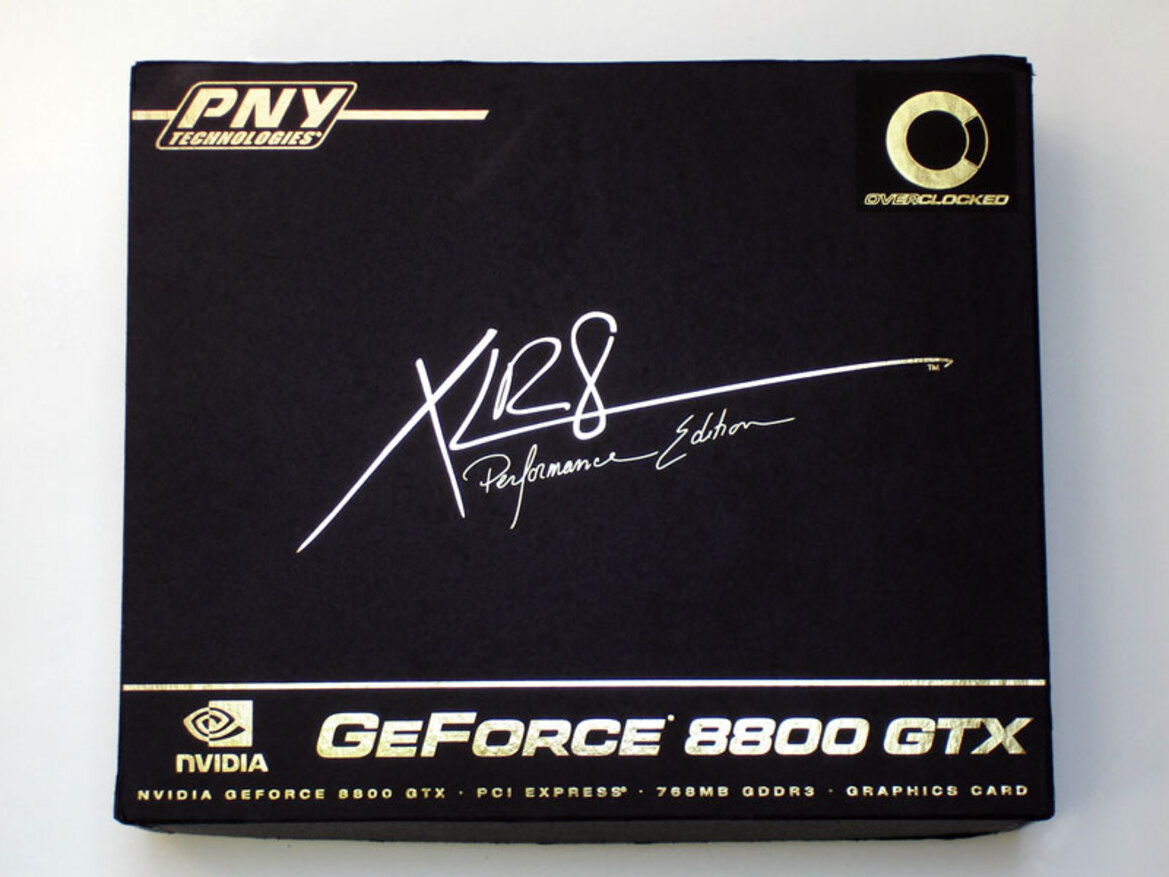 PNY
TECHNOLOGIES®
OVERCLOCKED
XLR8 ™
Performance Edition
NVIDIA
GEFORCE® 8800 GTX
NVIDIA GEFORCE 8800 GTX · PCI EXPRESS® · 768MB GDDR3 · GRAPHICS CARD